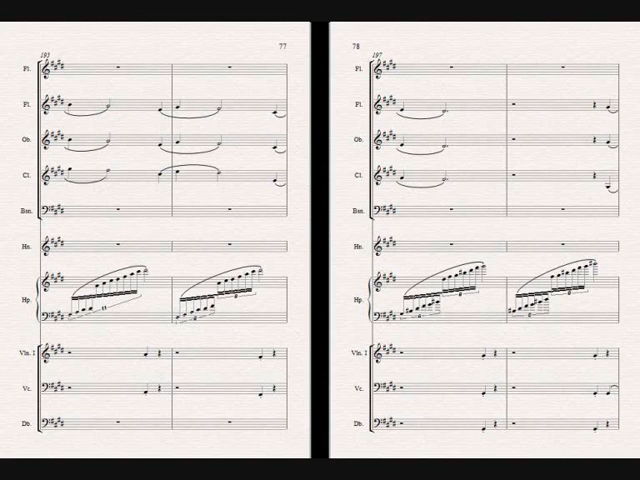 77
193
Fl.
Fl.
Ob.
Cl.
Bsn.
Hn.
Hp.
Vln. I
Vc.
Db.
78
197
Fl.
Fl.
Ob.
Cl.
Bsn.
Hn.
Hp.
Vln. I
Vc.
Db.